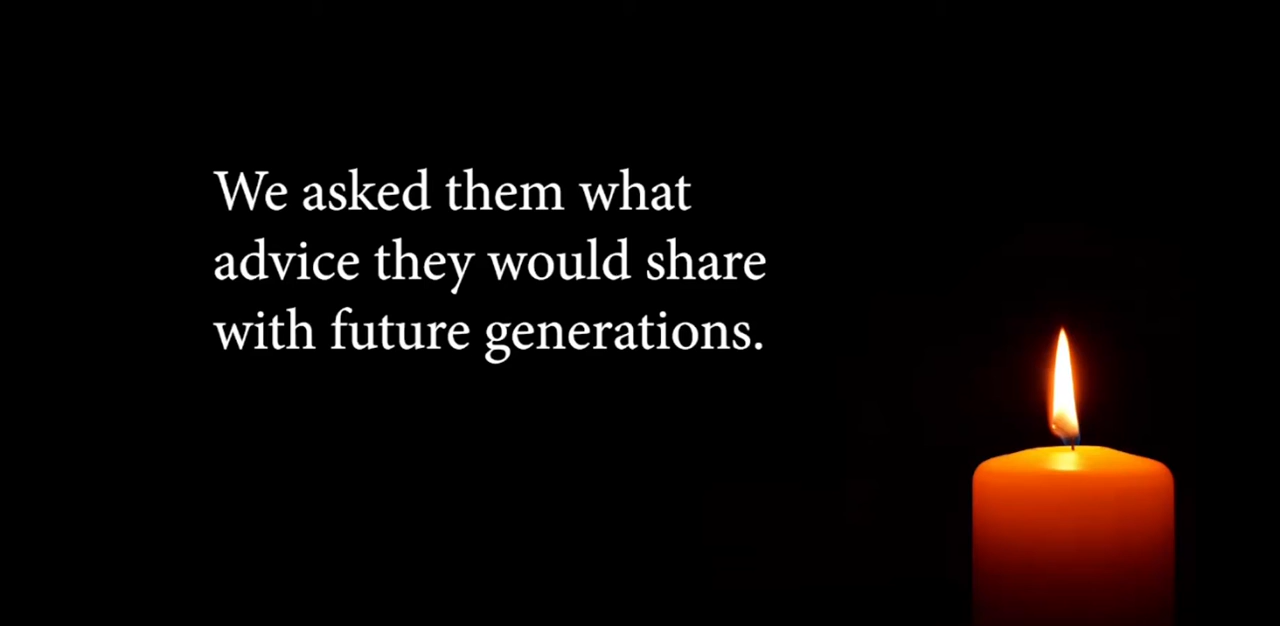 We asked them what
advice they would share
with future generations.